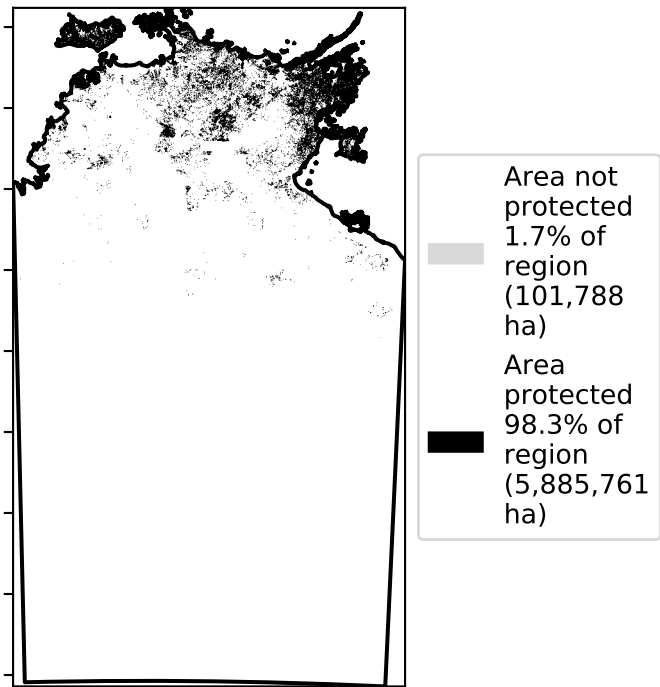 Area not
protected
1.7% of
region
(101,788
ha)
Area
protected
98.3% of
region
(5,885,761
ha)